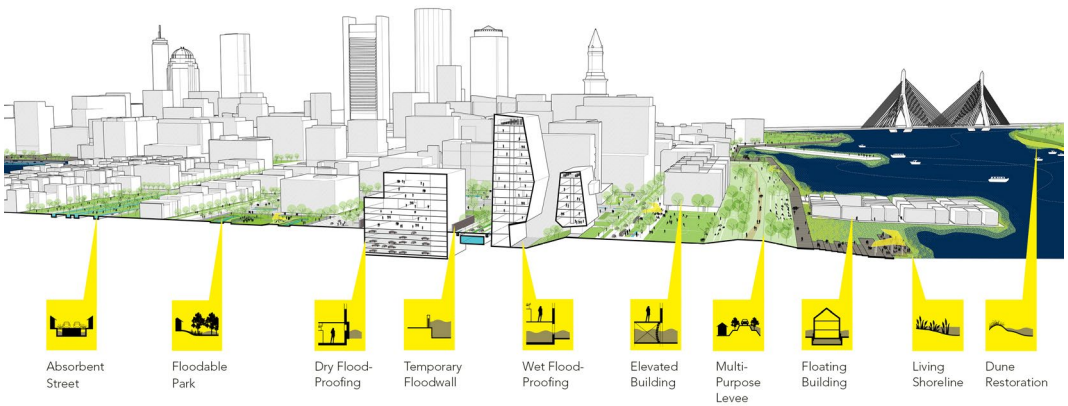 Absorbent
Street
Floodable
Park
Dry Flood-
Proofing
Temporary
Floodwall
Wet Flood-
Proofing
Elevated
Building
Multi-
Purpose
Levee
Floating
Building
Living
Shoreline
Dune
Restoration